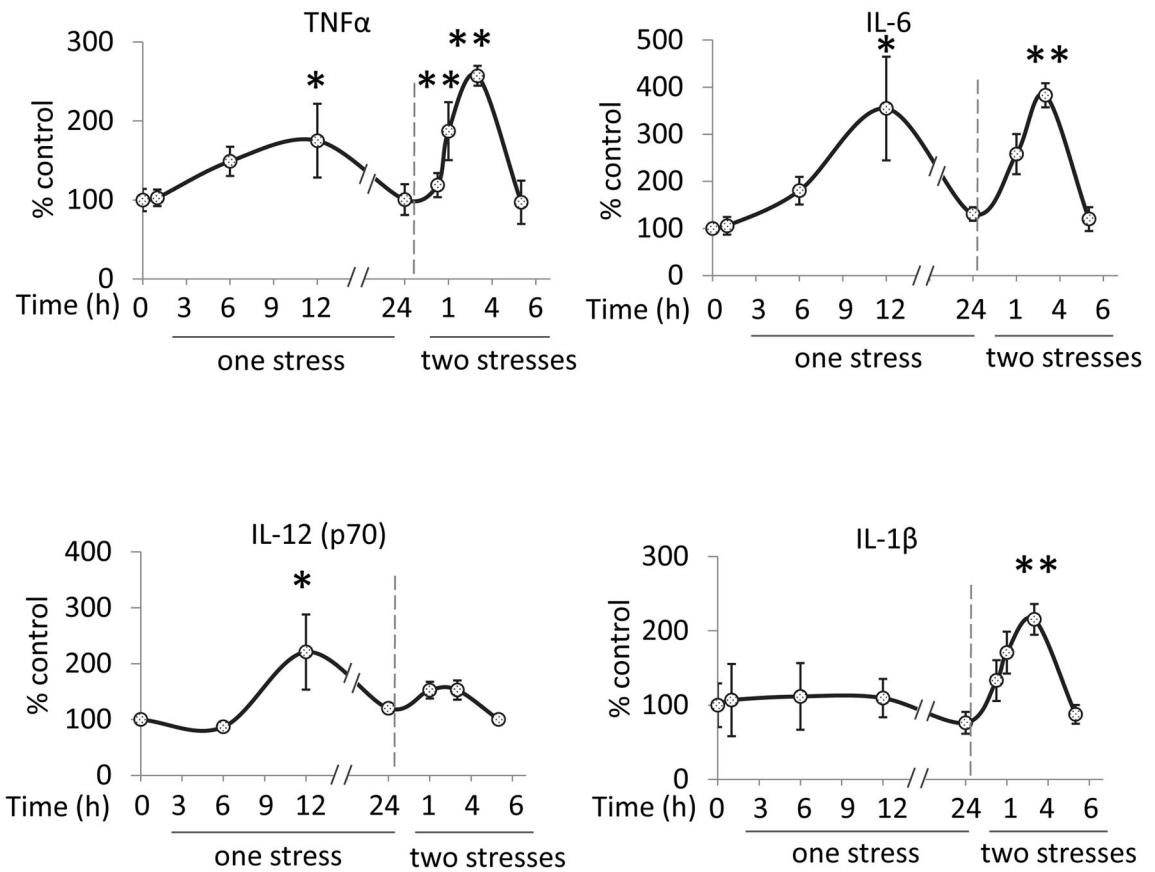 TNFα
300
200
100
0
% control
*
**
**
Time (h) 0 3 6 9 12 24 1 4 6
one stress two stresses
IL-6
500
400
300
200
100
0
% control
*
**
Time (h) 0 3 6 9 12 24 1 4 6
one stress two stresses
IL-12 (p70)
400
300
200
100
0
% control
*
Time (h) 0 3 6 9 12 24 1 4 6
one stress two stresses
IL-1β
300
200
100
0
% control
**
Time (h) 0 3 6 9 12 24 1 4 6
one stress two stresses